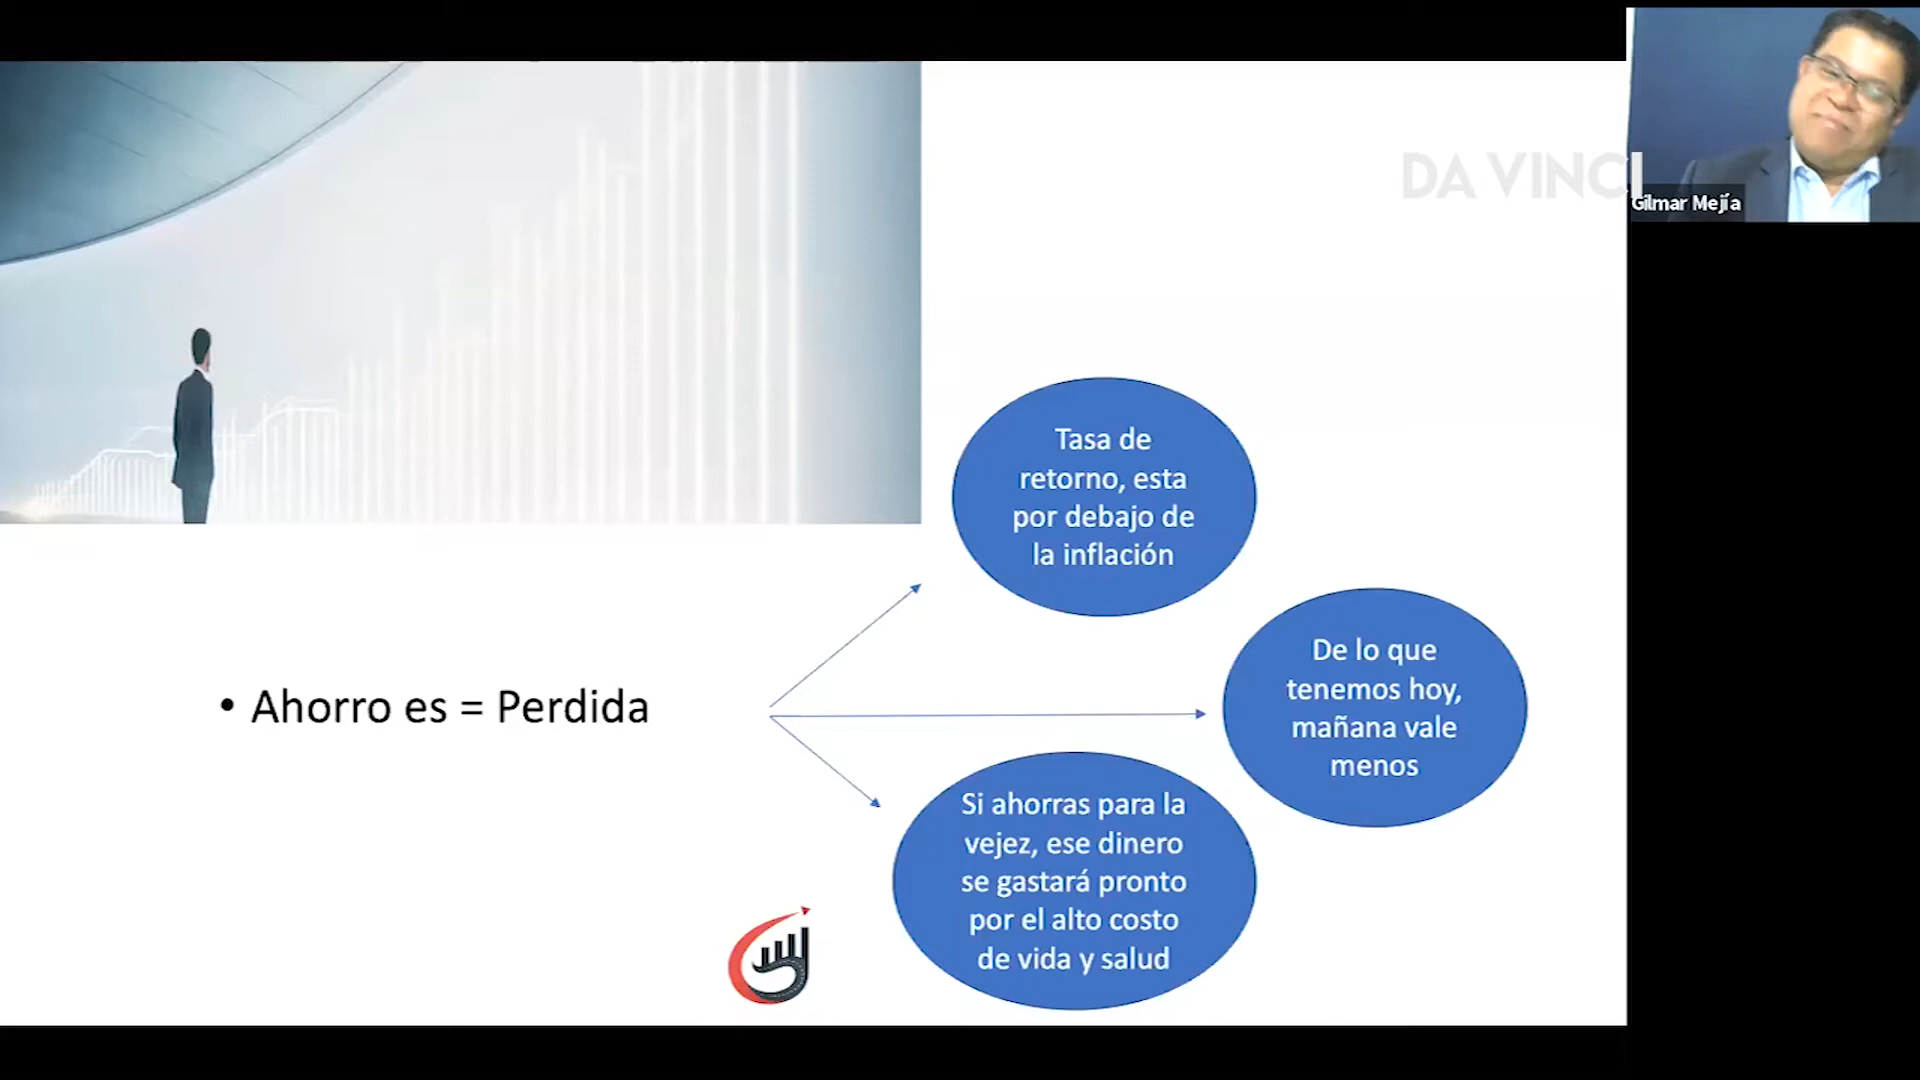 DA VINCI
Gilmar Mejía
Tasa de
retorno, esta
por debajo de
la inflación
De lo que
tenemos hoy,
mañana vale
menos
• Ahorro es = Perdida
Si ahorras para la
vejez, ese dinero
se gastará pronto
por el alto costo
de vida y salud